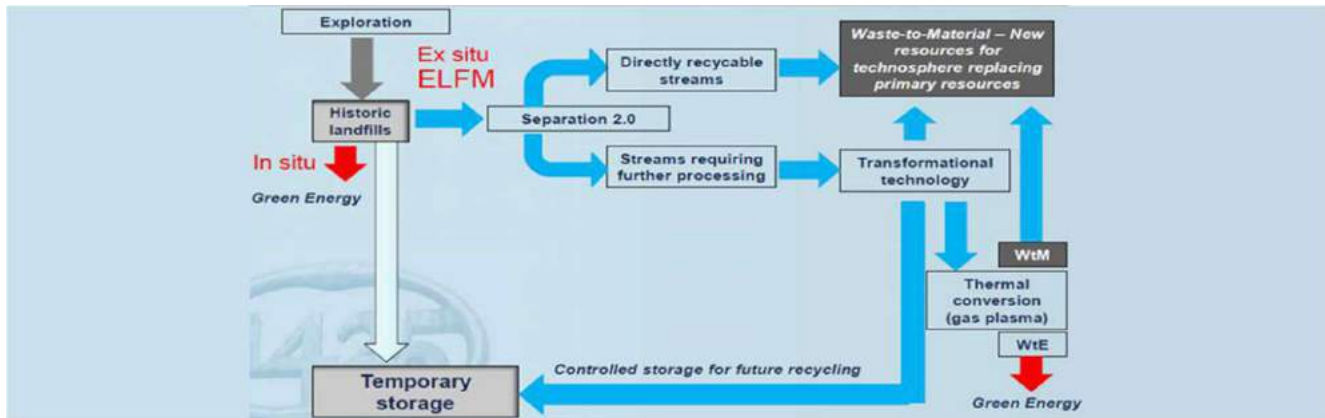 Exploration
Ex situ
ELFM
Historic
landfills
In situ
Green Energy
Separation 2.0
Directly recycable
streams
Streams requiring
further processing
Waste-to-Material – New
resources for
technosphere replacing
primary resources
Transformational
technology
WtM
Thermal
conversion
(gas plasma)
WtE
Green Energy
Controlled storage for future recycling
Temporary
storage